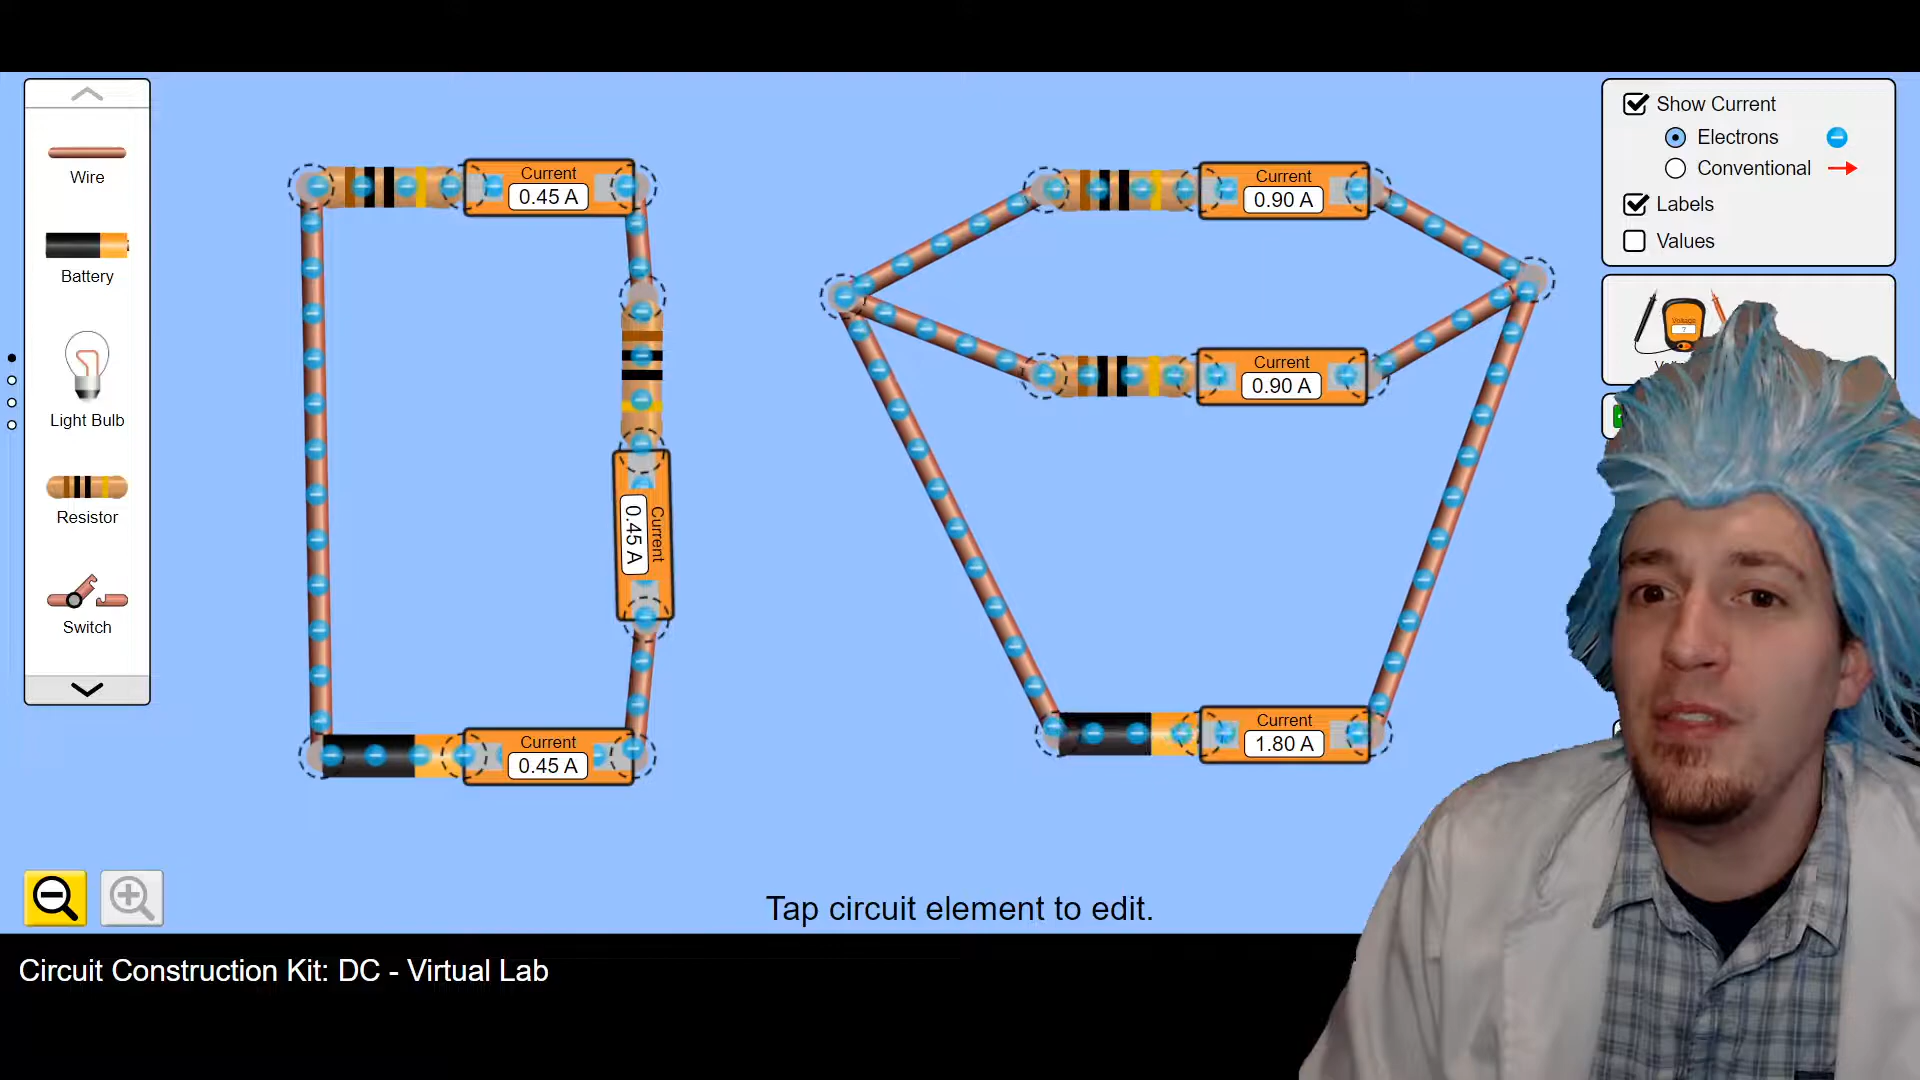 Wire
Battery
Light Bulb
Resistor
Switch
Current
0.45 A
Current
0.45 A
Current
0.45 A
Current
0.90 A
Current
0.90 A
Current
1.80 A
Show Current
Electrons
Conventional
Labels
Values
Voltage
?
Tap circuit element to edit.
Circuit Construction Kit: DC - Virtual Lab